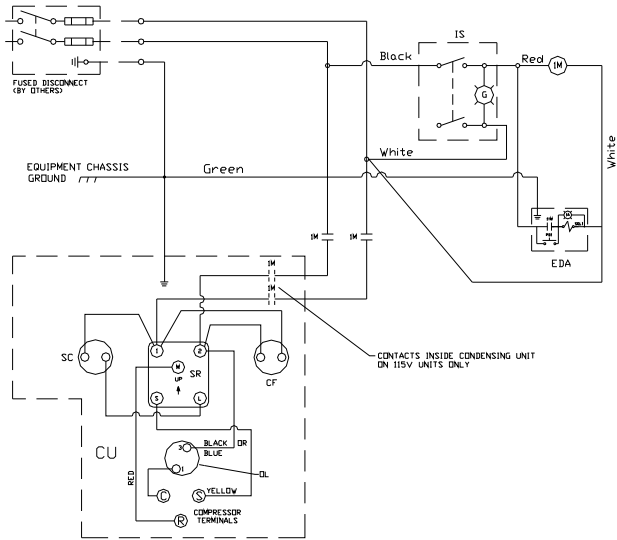 IS
Black
Red
1M
FUSED DISCONNECT
(BY OTHERS)
G
White
White
EQUIPMENT CHASSIS
GROUND
Green
1M
1M
EDA
1M
1M
SC
1
2
M
SR
UP
CF
CONTACTS INSIDE CONDENSING UNIT
ON 115V UNITS ONLY
S
L
CU
3
BLACK OR
BLUE
1
OL
RED
C
S
YELLOW
R
COMPRESSOR
TERMINALS